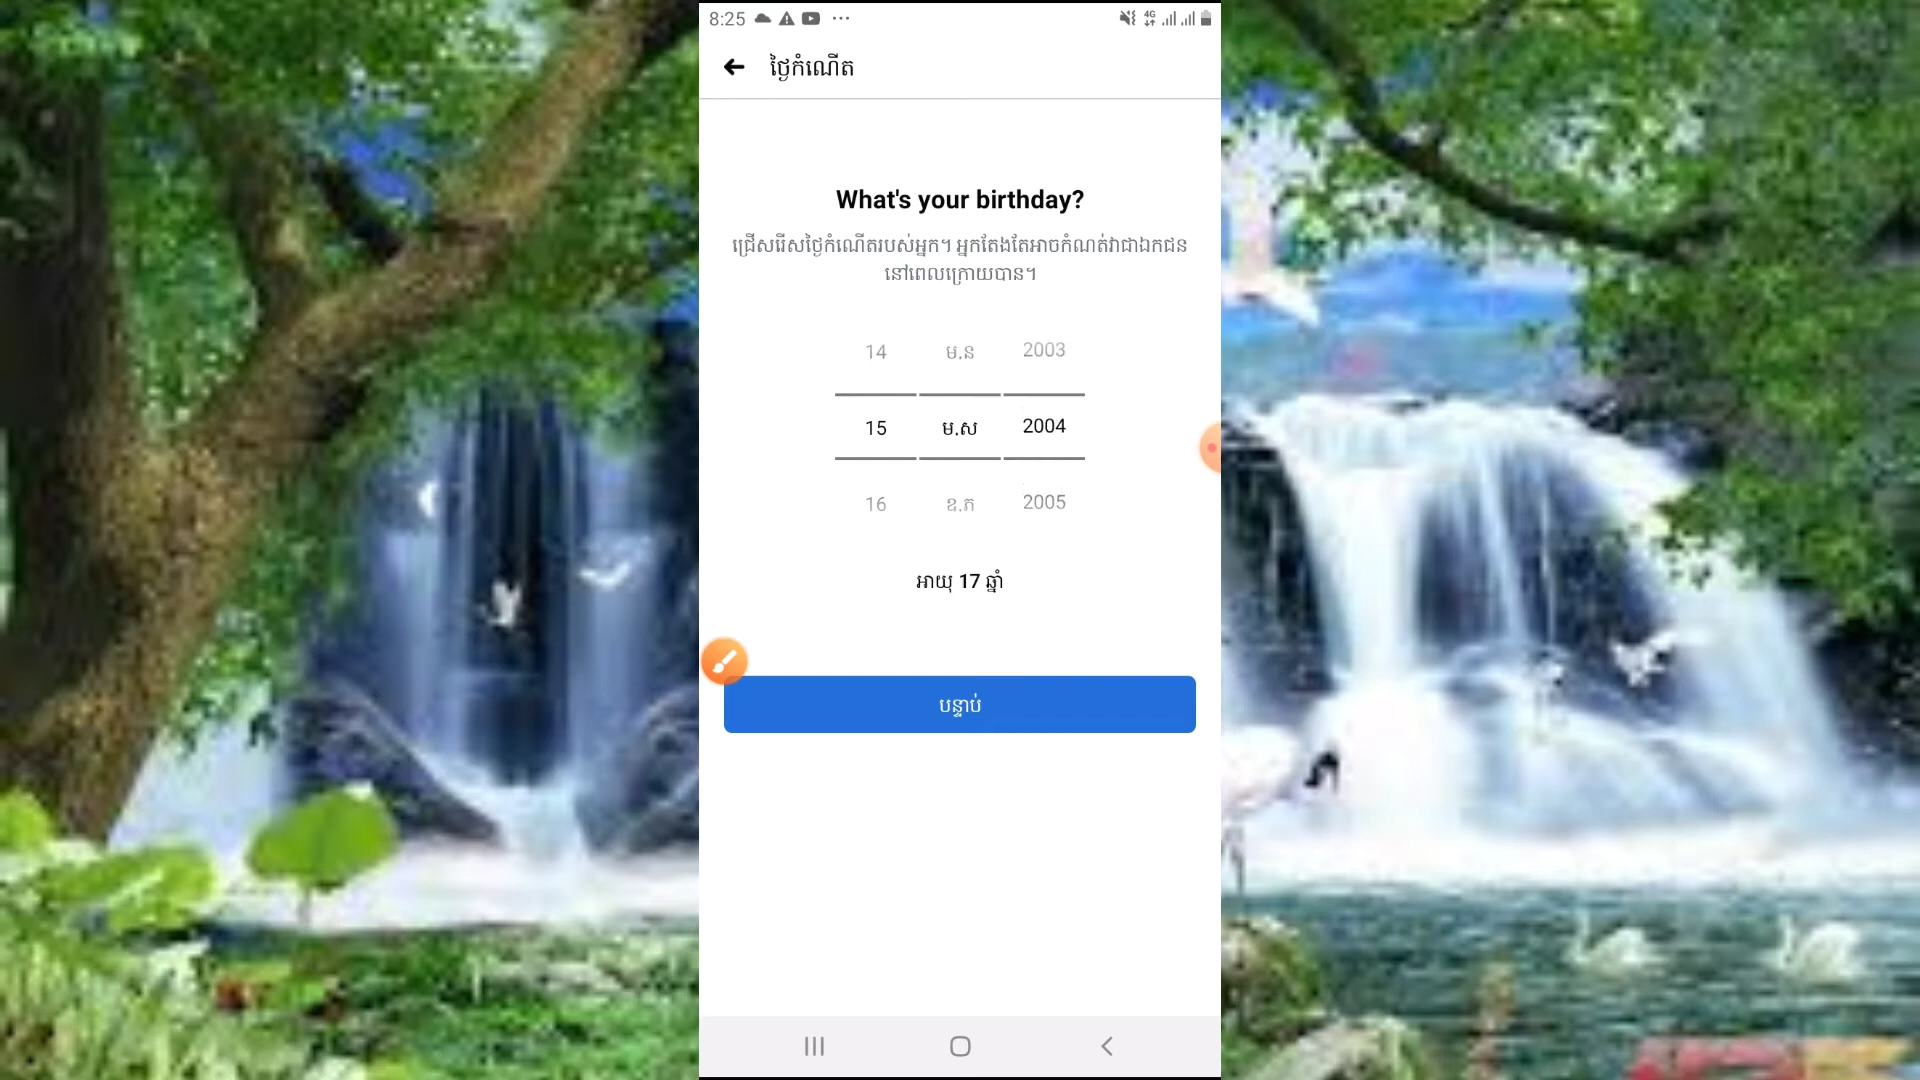 8:25
4G
ថ្ងៃកំណើត
What's your birthday?
ជ្រើសរើសថ្ងៃកំណើតរបស់អ្នក។ អ្នកតែងតែអាចកំណត់វាជាឯកជន
នៅពេលក្រោយបាន។
14 ម.ន 2003
15 ម.ស 2004
16 ឧ.ភ 2005
អាយុ 17 ឆ្នាំ
បន្ទាប់